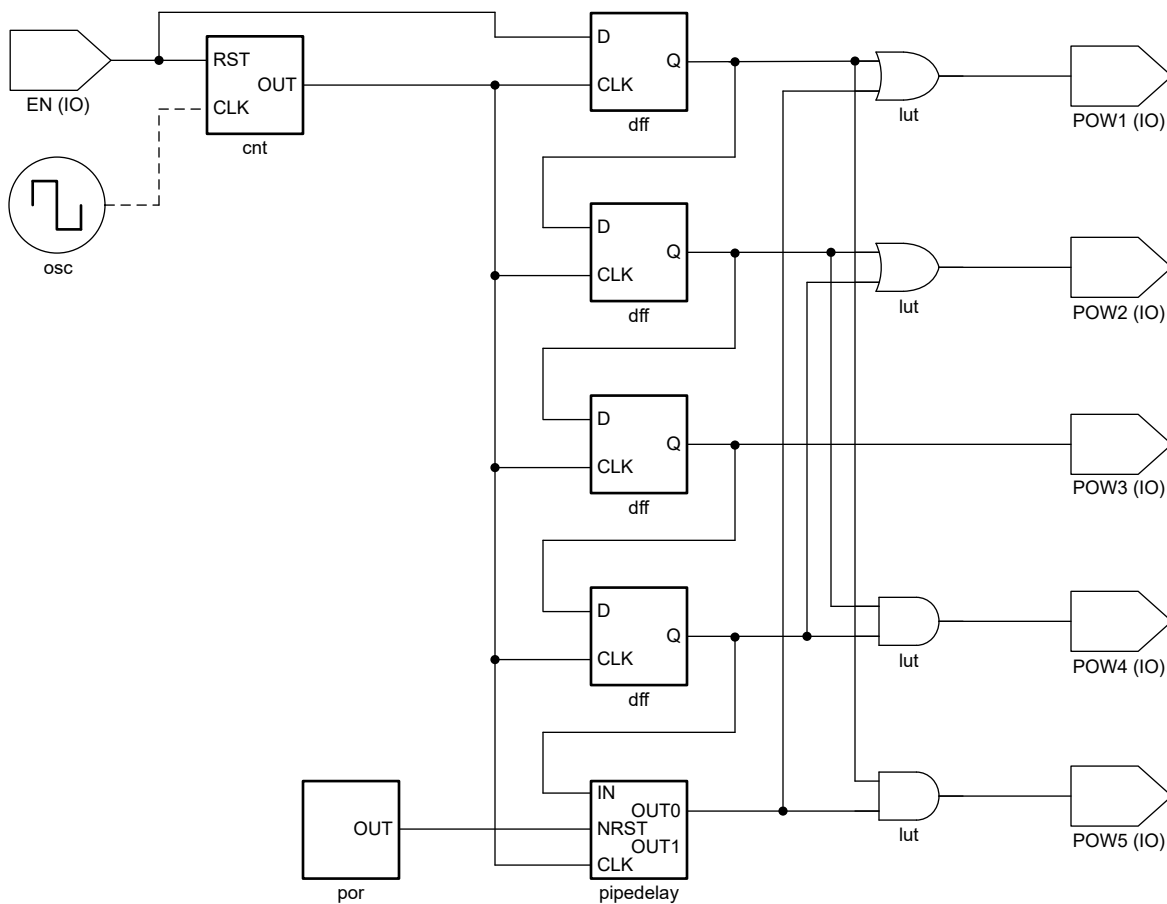 EN (IO)
RST
CLK
OUT
cnt
osc
D
CLK
Q
dff
lut
POW1 (IO)
D
CLK
Q
dff
lut
POW2 (IO)
D
CLK
Q
dff
POW3 (IO)
D
CLK
Q
dff
lut
POW4 (IO)
OUT
por
IN
NRST
CLK
OUT0
OUT1
pipedelay
lut
POW5 (IO)